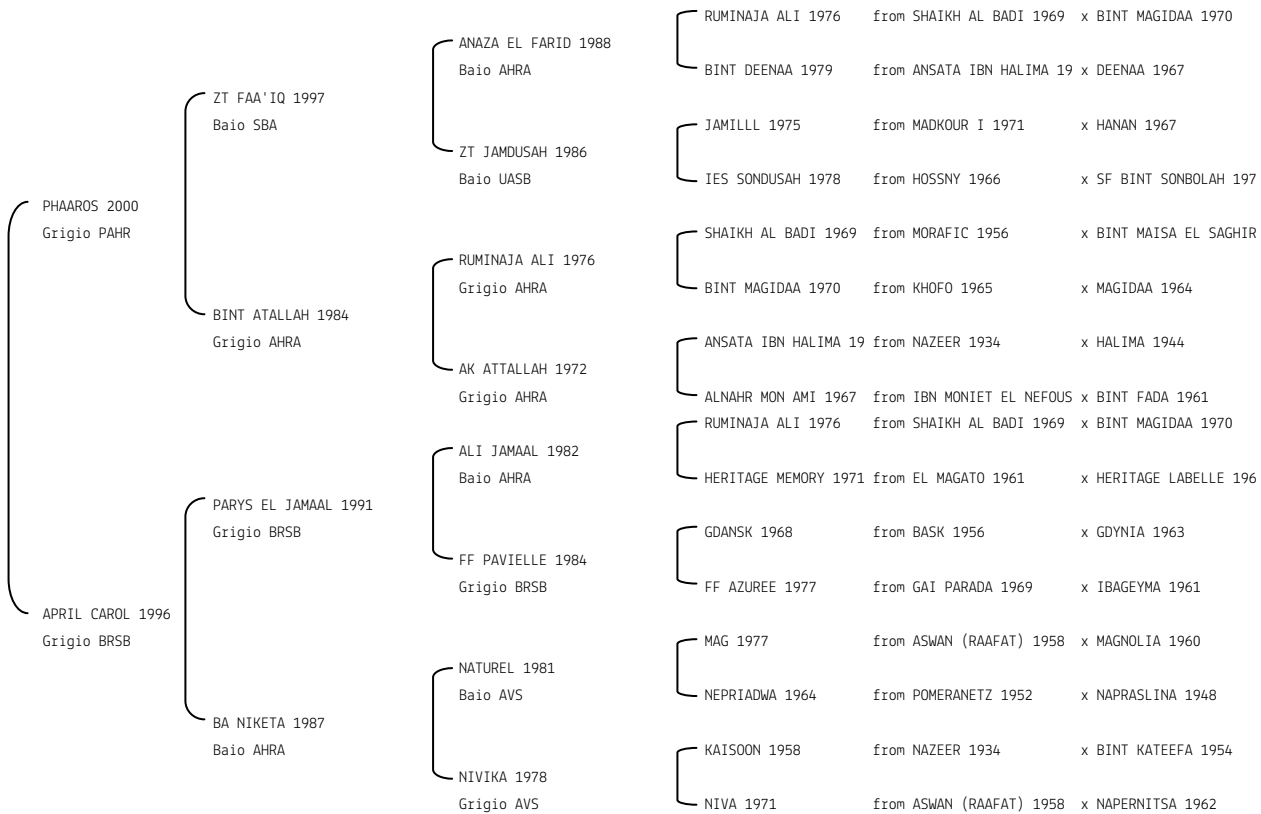 RUMINAJA ALI 1976 from SHAIKH AL BADI 1969 x BINT MAGIDAA 1970
ANAZA EL FARID 1988
Baio AHRA BINT DEENAA 1979 from ANSATA IBN HALIMA 19 x DEENAA 1967
ZT FAA'IQ 1997
Baio SBA JAMILLL 1975 from MADKOUR I 1971 x HANAN 1967
ZT JAMDUSAH 1986
Baio UASB IES SONDUSAH 1978 from HOSSNY 1966 x SF BINT SONBOLAH 197
PHAAROS 2000
Grigio PAHR SHAIKH AL BADI 1969 from MORAFIC 1956 x BINT MAISA EL SAGHIR
RUMINAJA ALI 1976
Grigio AHRA BINT MAGIDAA 1970 from KHOFO 1965 x MAGIDAA 1964
BINT ATALLAH 1984
Grigio AHRA ANSATA IBN HALIMA 19 from NAZEER 1934 x HALIMA 1944
AK ATTALLAH 1972
Grigio AHRA ALNAHR MON AMI 1967 from IBN MONIET EL NEFOUS x BINT FADA 1961
RUMINAJA ALI 1976 from SHAIKH AL BADI 1969 x BINT MAGIDAA 1970
ALI JAMAAL 1982
Baio AHRA HERITAGE MEMORY 1971 from EL MAGATO 1961 x HERITAGE LABELLE 196
PARYS EL JAMAAL 1991
Grigio BRSB GDANSK 1968 from BASK 1956 x GDYNIA 1963
FF PAVIELLE 1984
Grigio BRSB FF AZUREE 1977 from GAI PARADA 1969 x IBAGEYMA 1961
APRIL CAROL 1996
Grigio BRSB MAG 1977 from ASWAN (RAAFAT) 1958 x MAGNOLIA 1960
NATUREL 1981
Baio AVS NEPRIADWA 1964 from POMERANETZ 1952 x NAPRASLINA 1948
BA NIKETA 1987
Baio AHRA KAISOON 1958 from NAZEER 1934 x BINT KATEEFA 1954
NIVIKA 1978
Grigio AVS NIVA 1971 from ASWAN (RAAFAT) 1958 x NAPERNITSA 1962